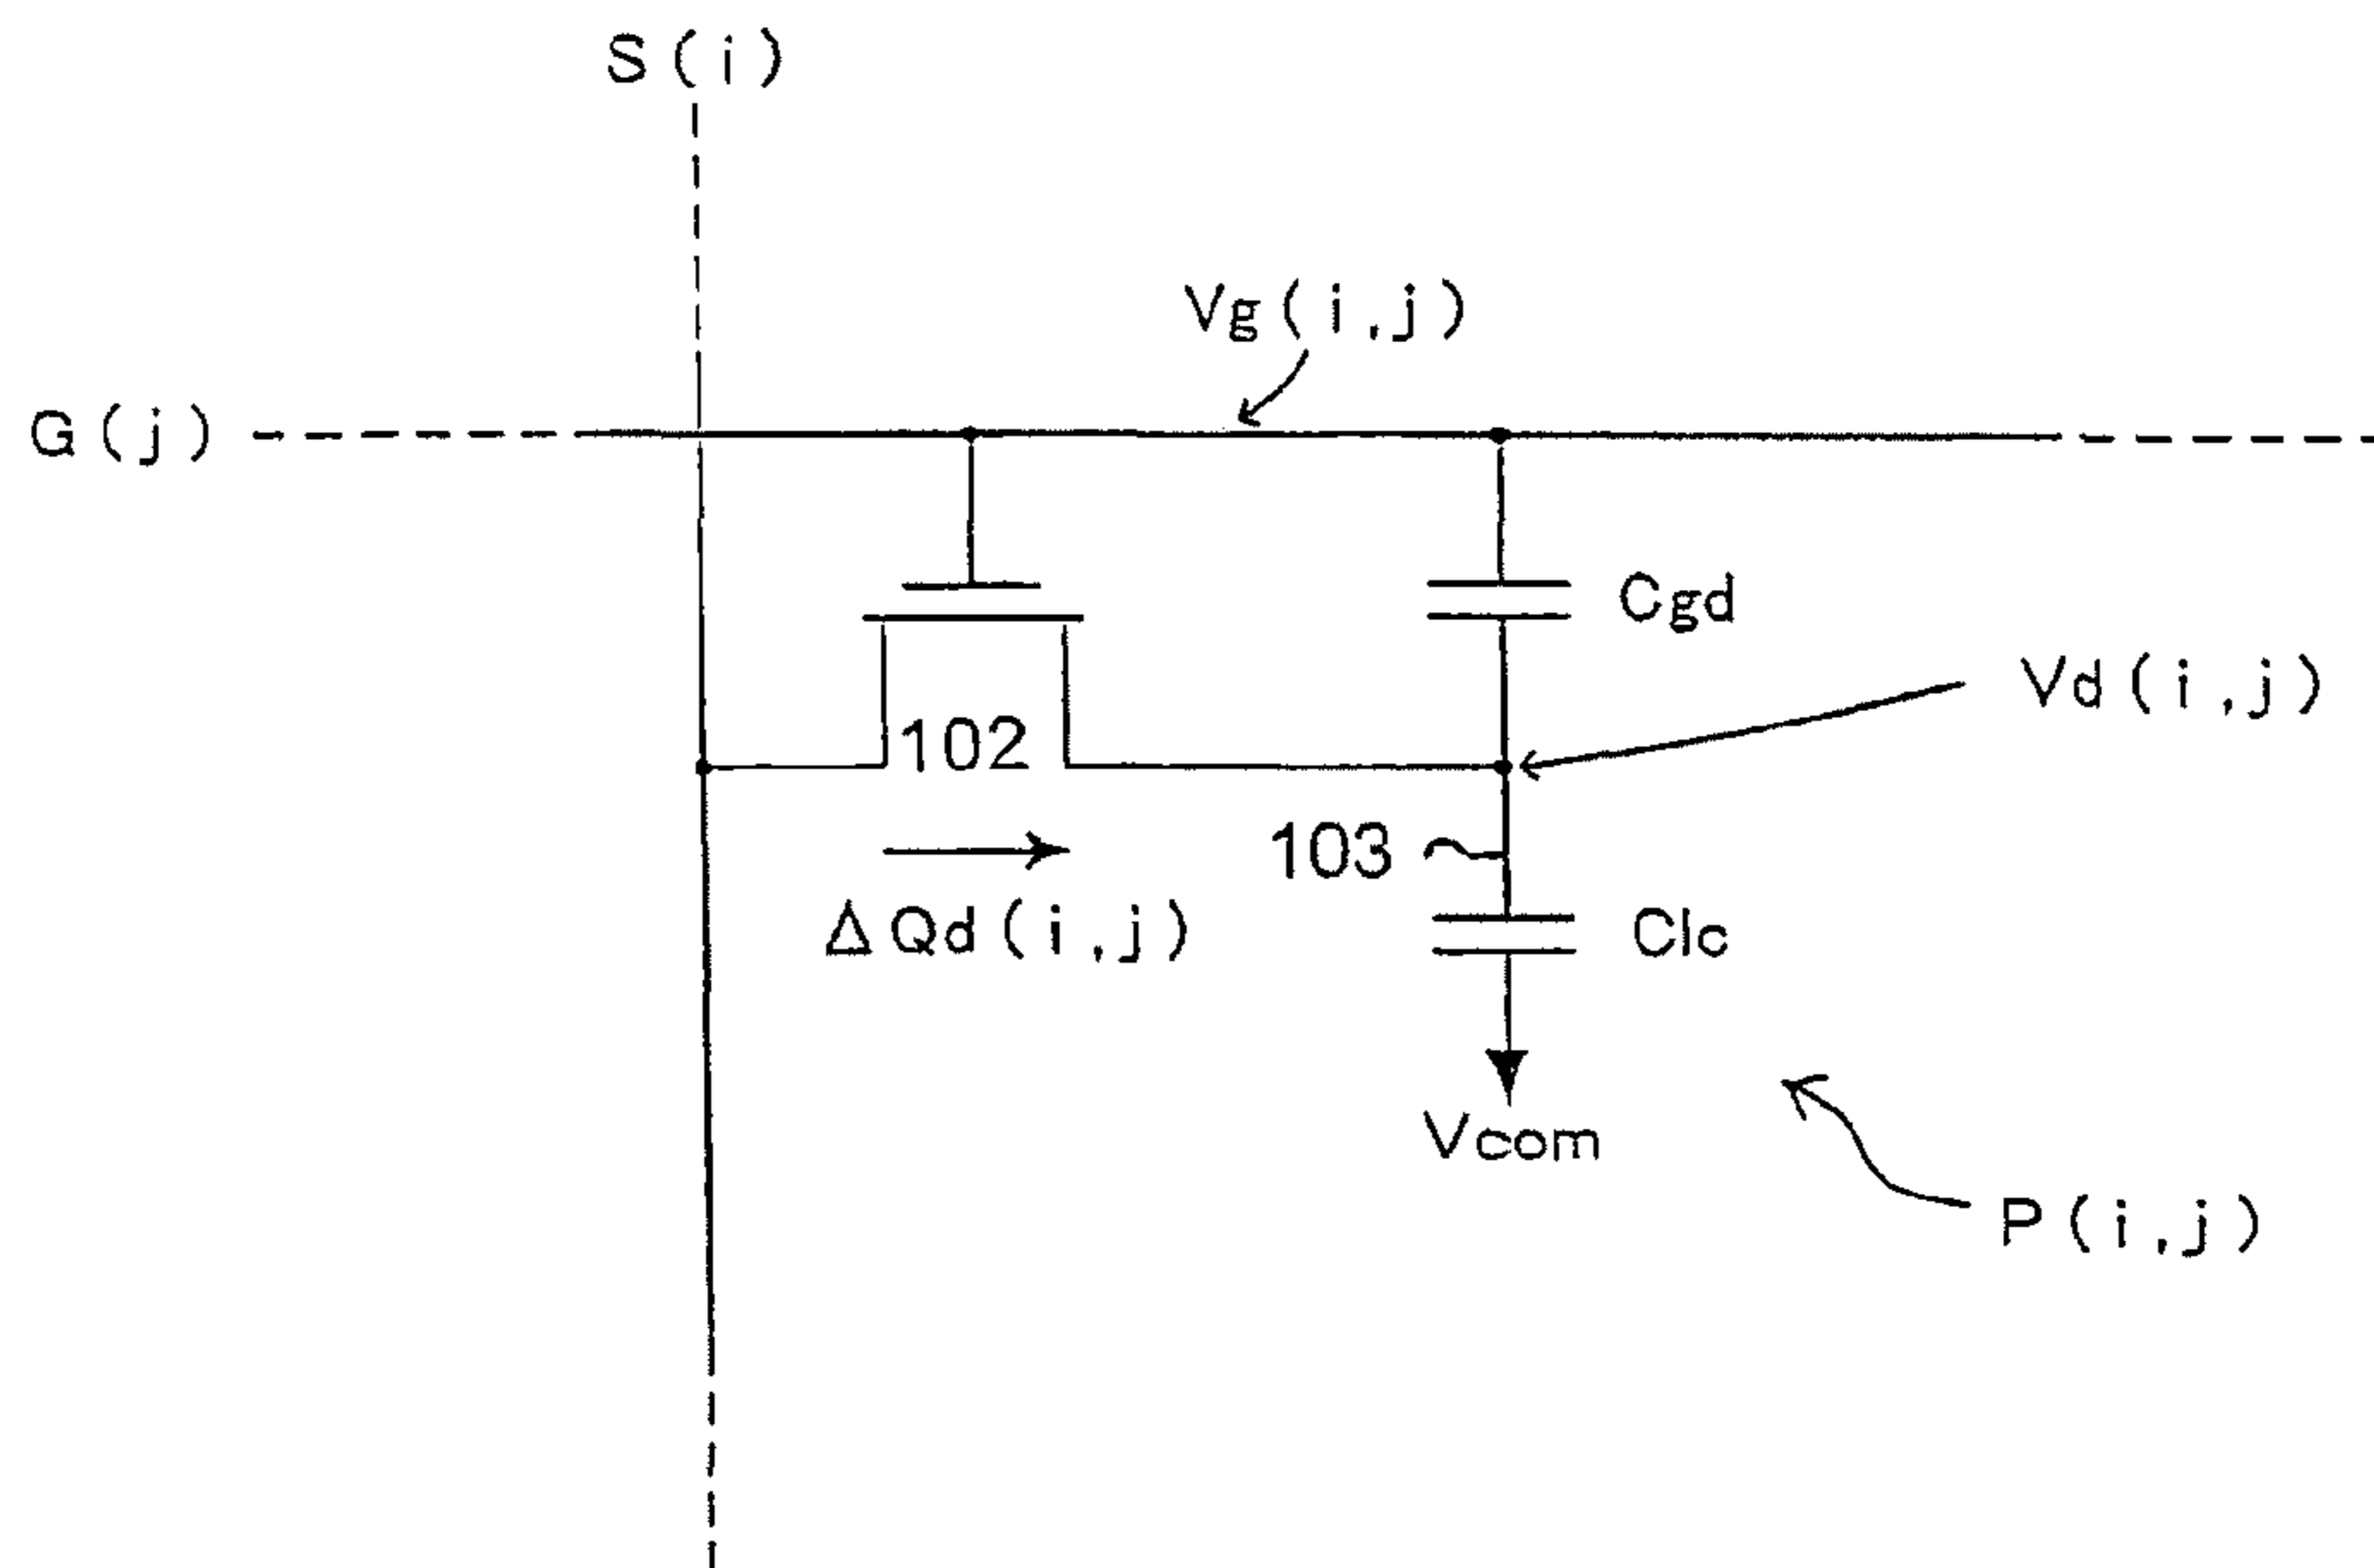 S(i)
Vg(i,j)
G(j)
Cgd
Vd(i,j)
102
103
ΔQd(i,j)
Clc
Vcom
P(i,j)